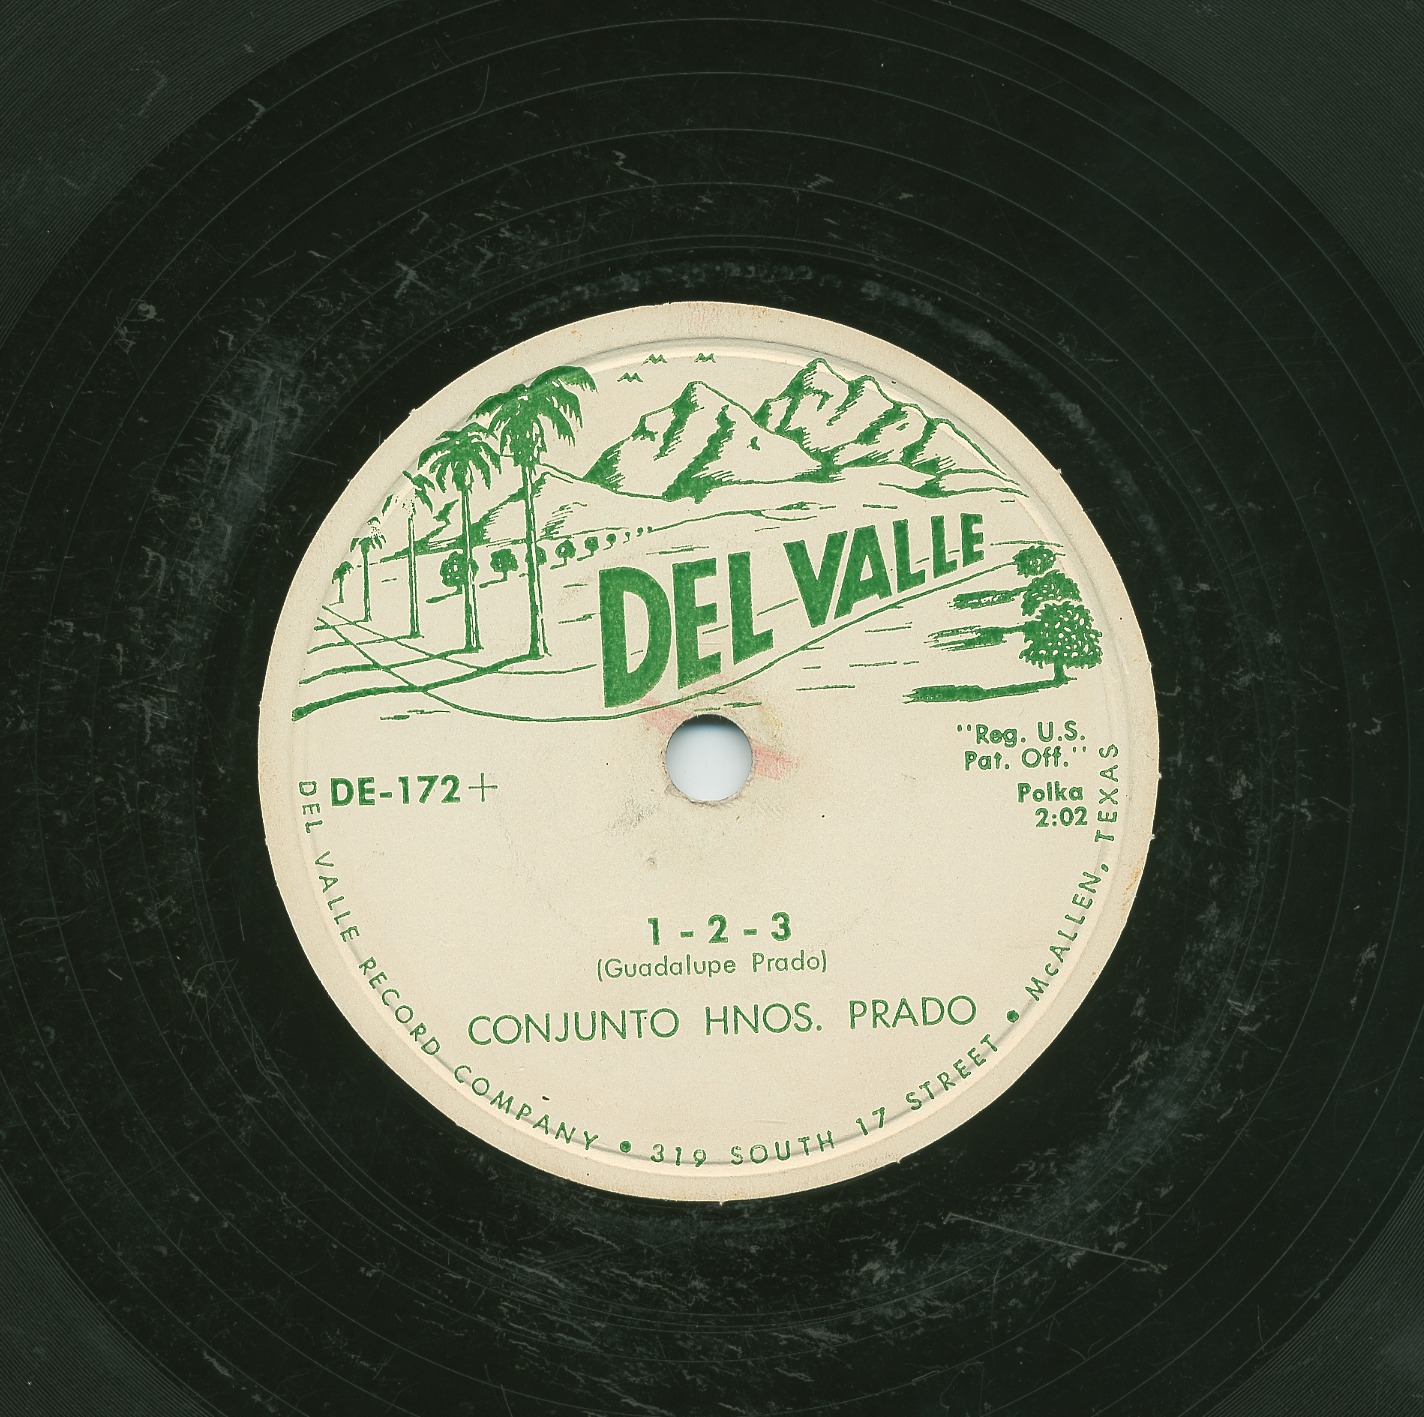 DEL VALLE
"Reg. U.S.
Pat. Off."
DE-172+
Polka
2:02
1 - 2 - 3
(Guadalupe Prado)
CONJUNTO HNOS. PRADO
DEL VALLE RECORD COMPANY • 319 SOUTH 17 STREET • McALLEN, TEXAS